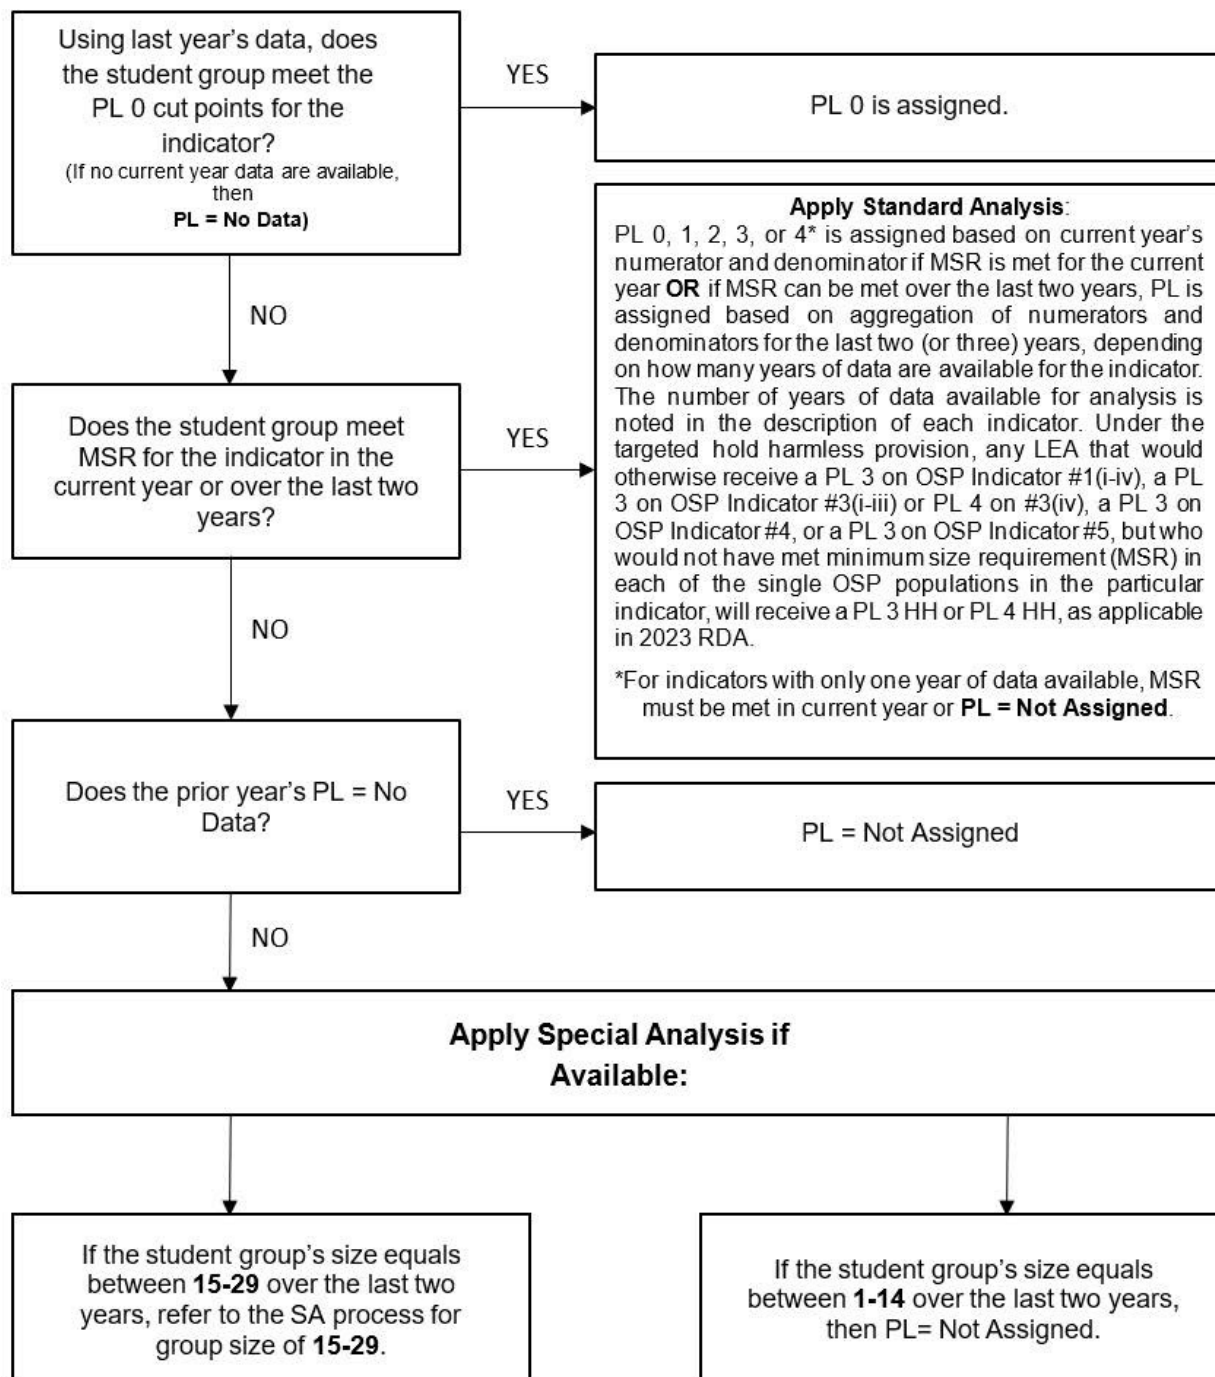 Using last year's data, does
the student group meet the
PL 0 cut points for the
indicator?
(If no current year data are available,
then
PL = No Data)
YES
PL 0 is assigned.
NO
Does the student group meet
MSR for the indicator in the
current year or over the last two
years?
YES
Apply Standard Analysis:
PL 0, 1, 2, 3, or 4* is assigned based on current year's
numerator and denominator if MSR is met for the current
year OR if MSR can be met over the last two years, PL is
assigned based on aggregation of numerators and
denominators for the last two (or three) years, depending
on how many years of data are available for the indicator.
The number of years of data available for analysis is
noted in the description of each indicator. Under the
targeted hold harmless provision, any LEA that would
otherwise receive a PL 3 on OSP Indicator #1(i-iv), a PL
3 on OSP Indicator #3(i-iii) or PL 4 on #3(iv), a PL 3 on
OSP Indicator #4, or a PL 3 on OSP Indicator #5, but who
would not have met minimum size requirement (MSR) in
each of the single OSP populations in the particular
indicator, will receive a PL 3 HH or PL 4 HH, as applicable
in 2023 RDA.
*For indicators with only one year of data available, MSR
must be met in current year or PL = Not Assigned.
NO
Does the prior year's PL = No
Data?
YES
PL = Not Assigned
NO
Apply Special Analysis if
Available:
If the student group's size equals
between 15-29 over the last two
years, refer to the SA process for
group size of 15-29.
If the student group's size equals
between 1-14 over the last two years,
then PL= Not Assigned.